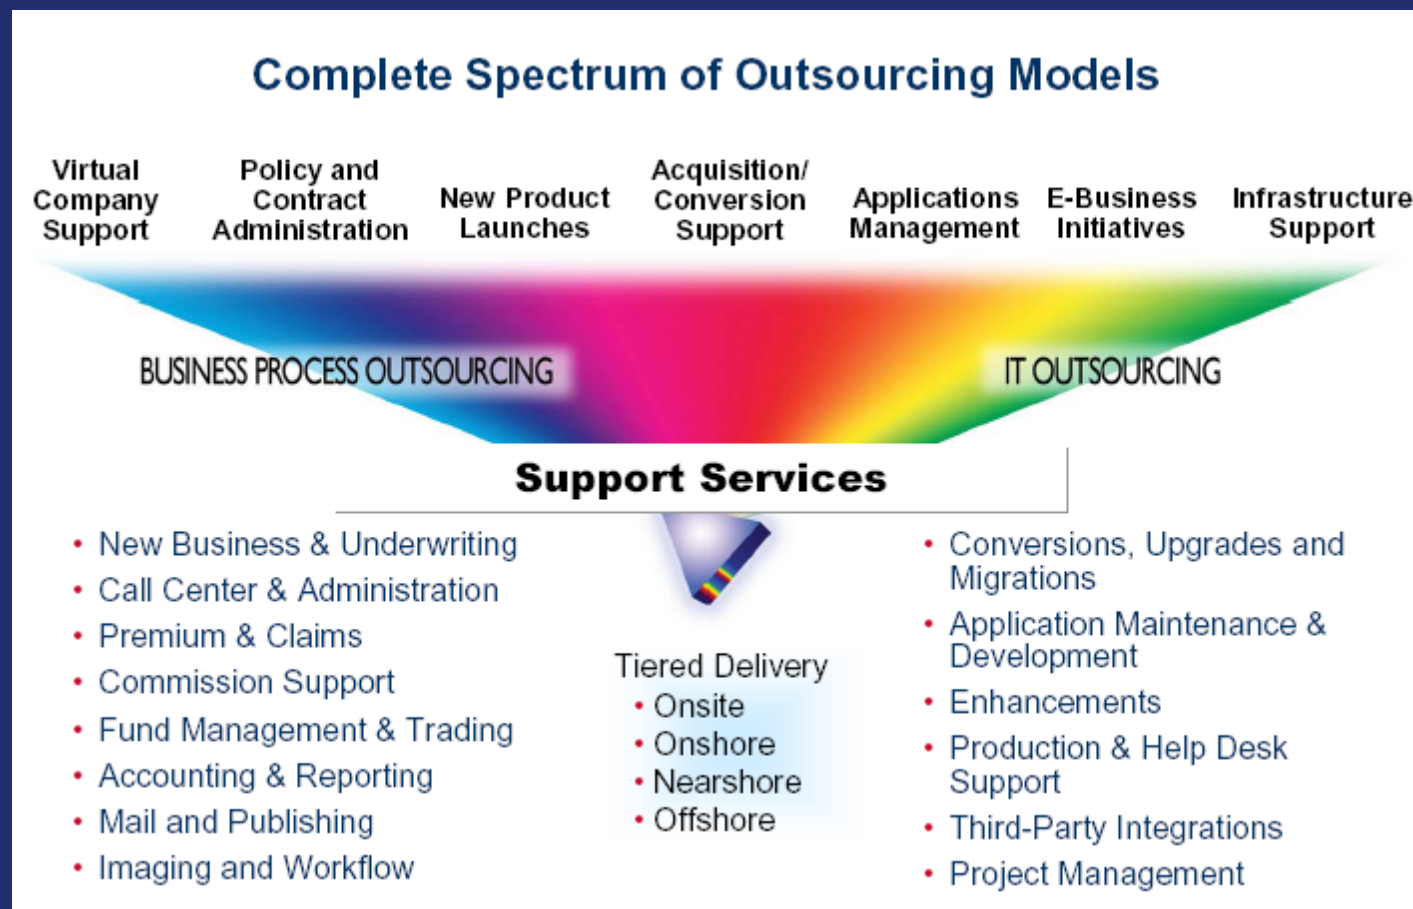 Complete Spectrum of Outsourcing Models
Virtual
Company
Support
Policy and
Contract
Administration
New Product
Launches
Acquisition/
Conversion
Support
Applications
Management
E-Business
Initiatives
Infrastructure
Support
BUSINESS PROCESS OUTSOURCING
IT OUTSOURCING
Support Services
• New Business & Underwriting
• Call Center & Administration
• Premium & Claims
• Commission Support
• Fund Management & Trading
• Accounting & Reporting
• Mail and Publishing
• Imaging and Workflow
Tiered Delivery
• Onsite
• Onshore
• Nearshore
• Offshore
• Conversions, Upgrades and
Migrations
• Application Maintenance &
Development
• Enhancements
• Production & Help Desk
Support
• Third-Party Integrations
• Project Management